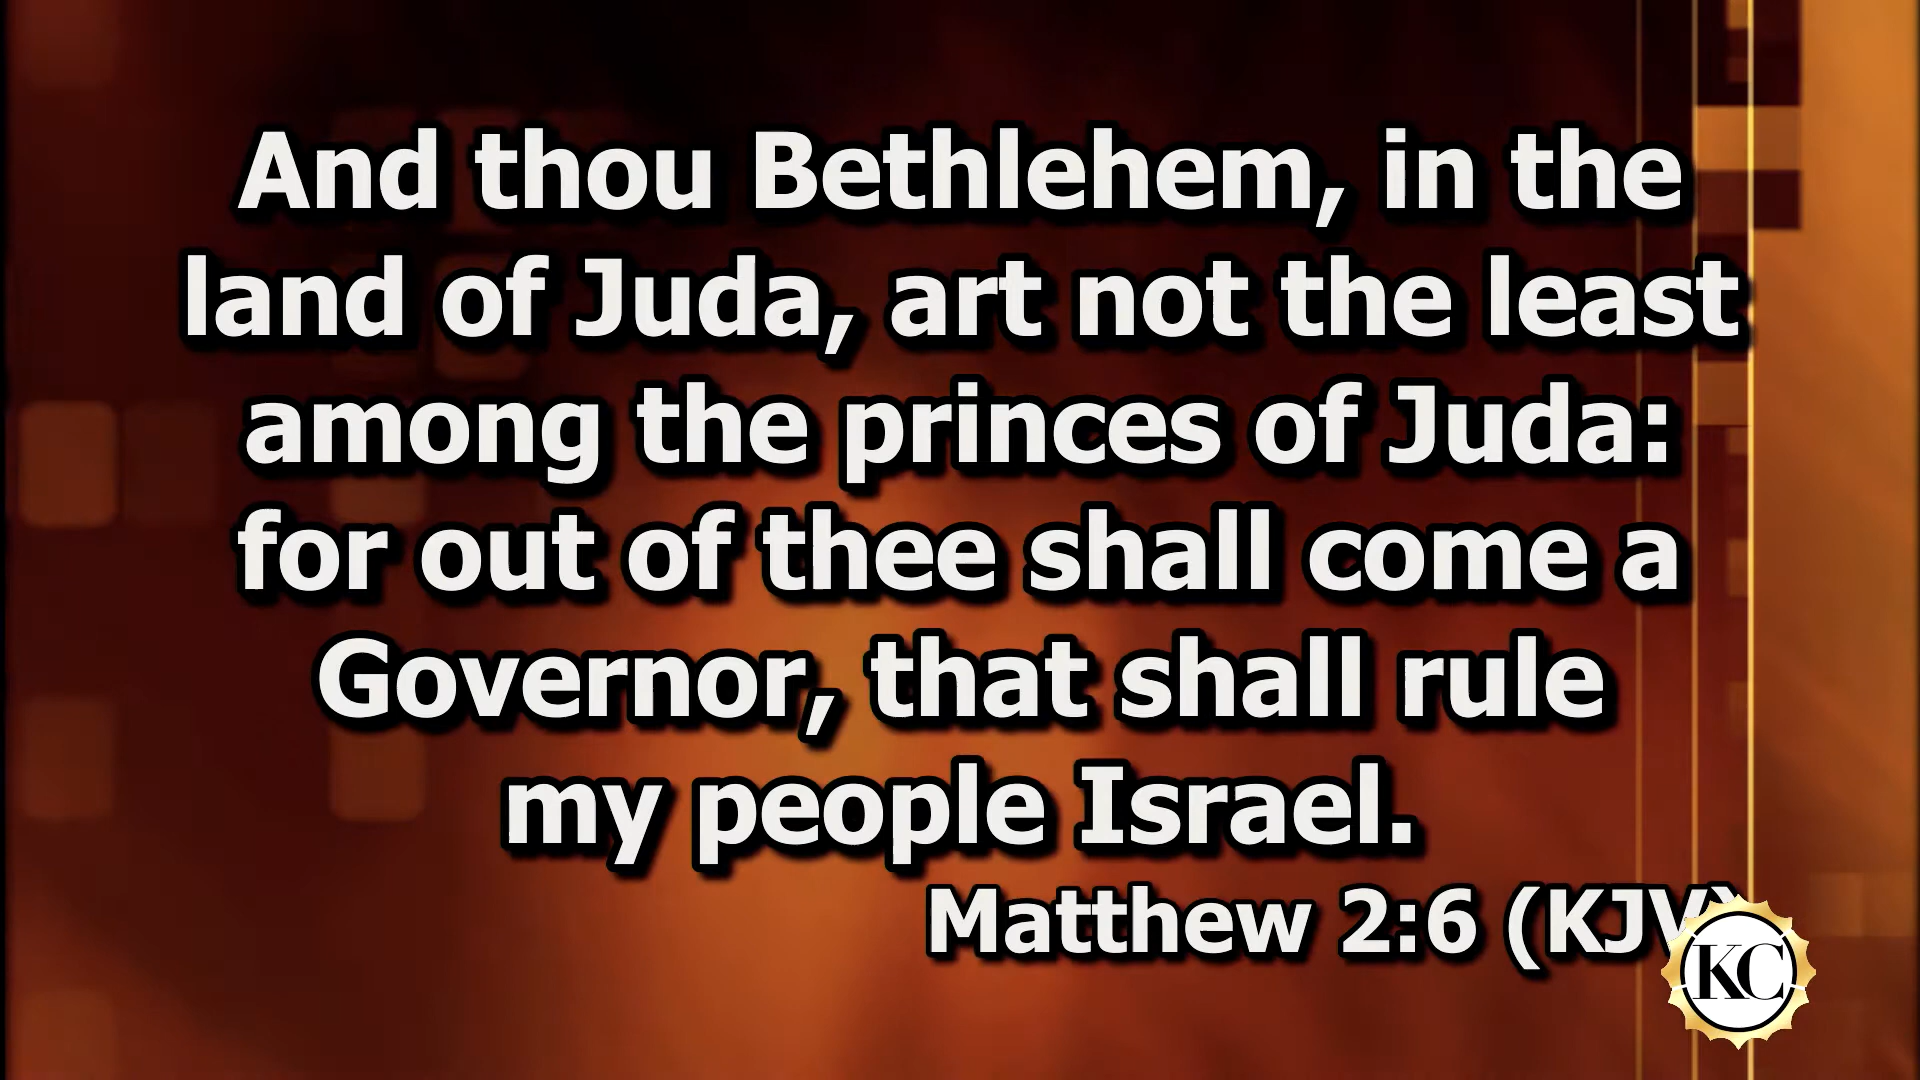 And thou Bethlehem, in the
land of Juda, art not the least
among the princes of Juda:
for out of thee shall come a
Governor, that shall rule
my people Israel.
Matthew 2:6 (KJV)
KC